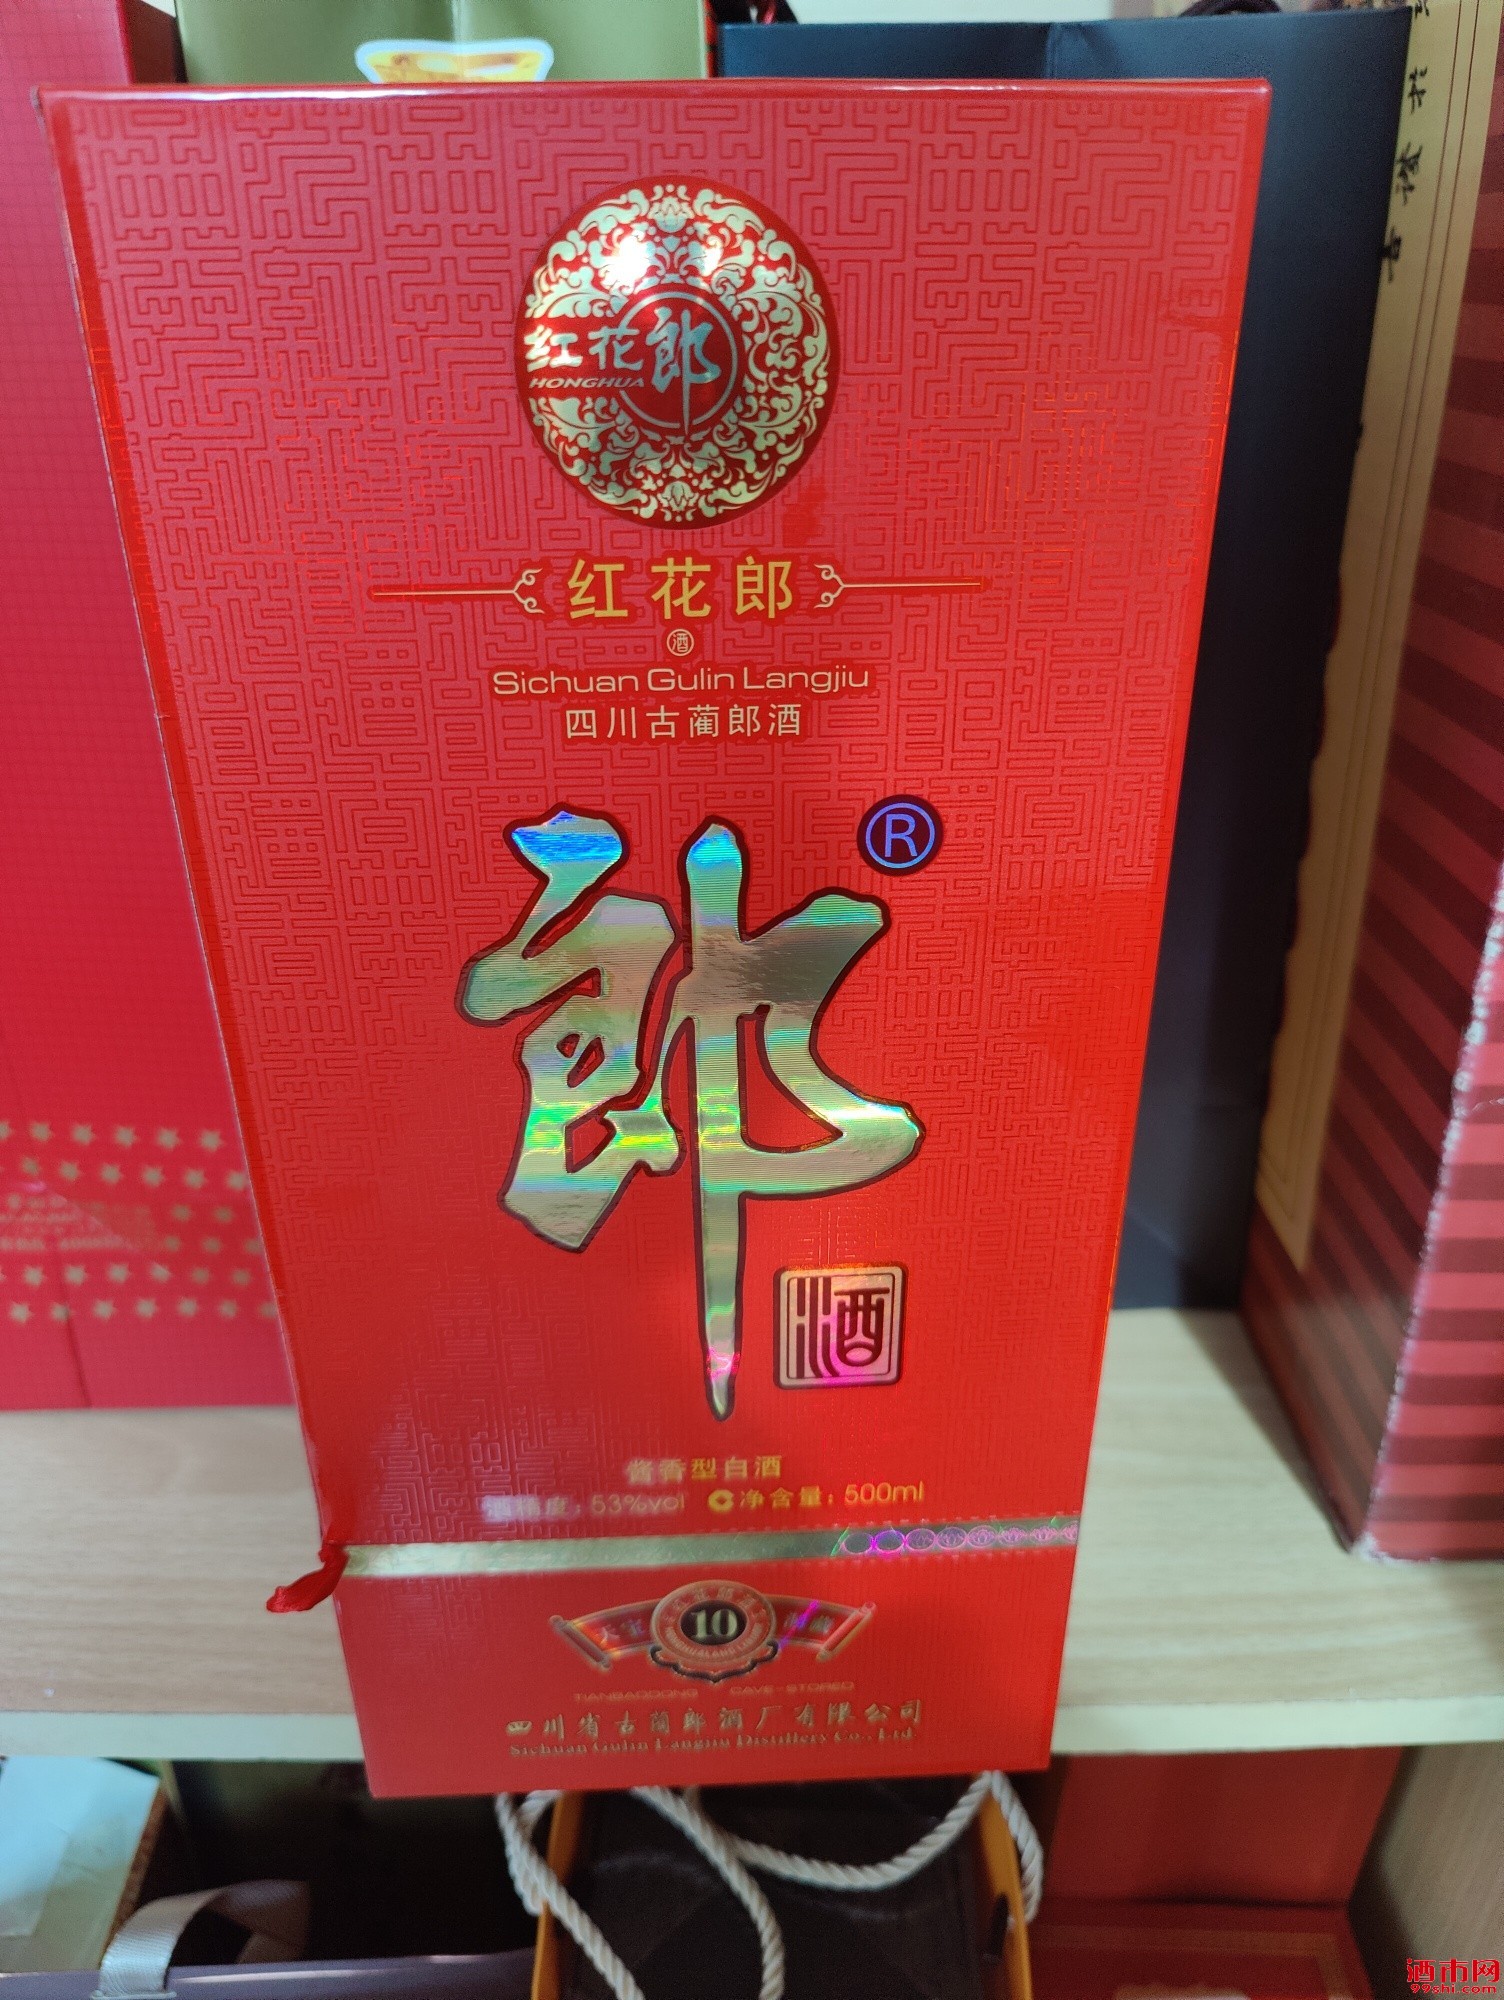 红花郎
HONGHUA
红花郎
酒
Sichuan Gulin Langjiu
四川古蔺郎酒
郎®
酒
酱香型白酒
酒精度：53%vol 净含量：500ml
10
TIANBAODONG CAVE-STORED
四川省古蔺郎酒厂有限公司
Sichuan Gulin Langjiu Distillery Co., Ltd.
酒市网
99shi.com